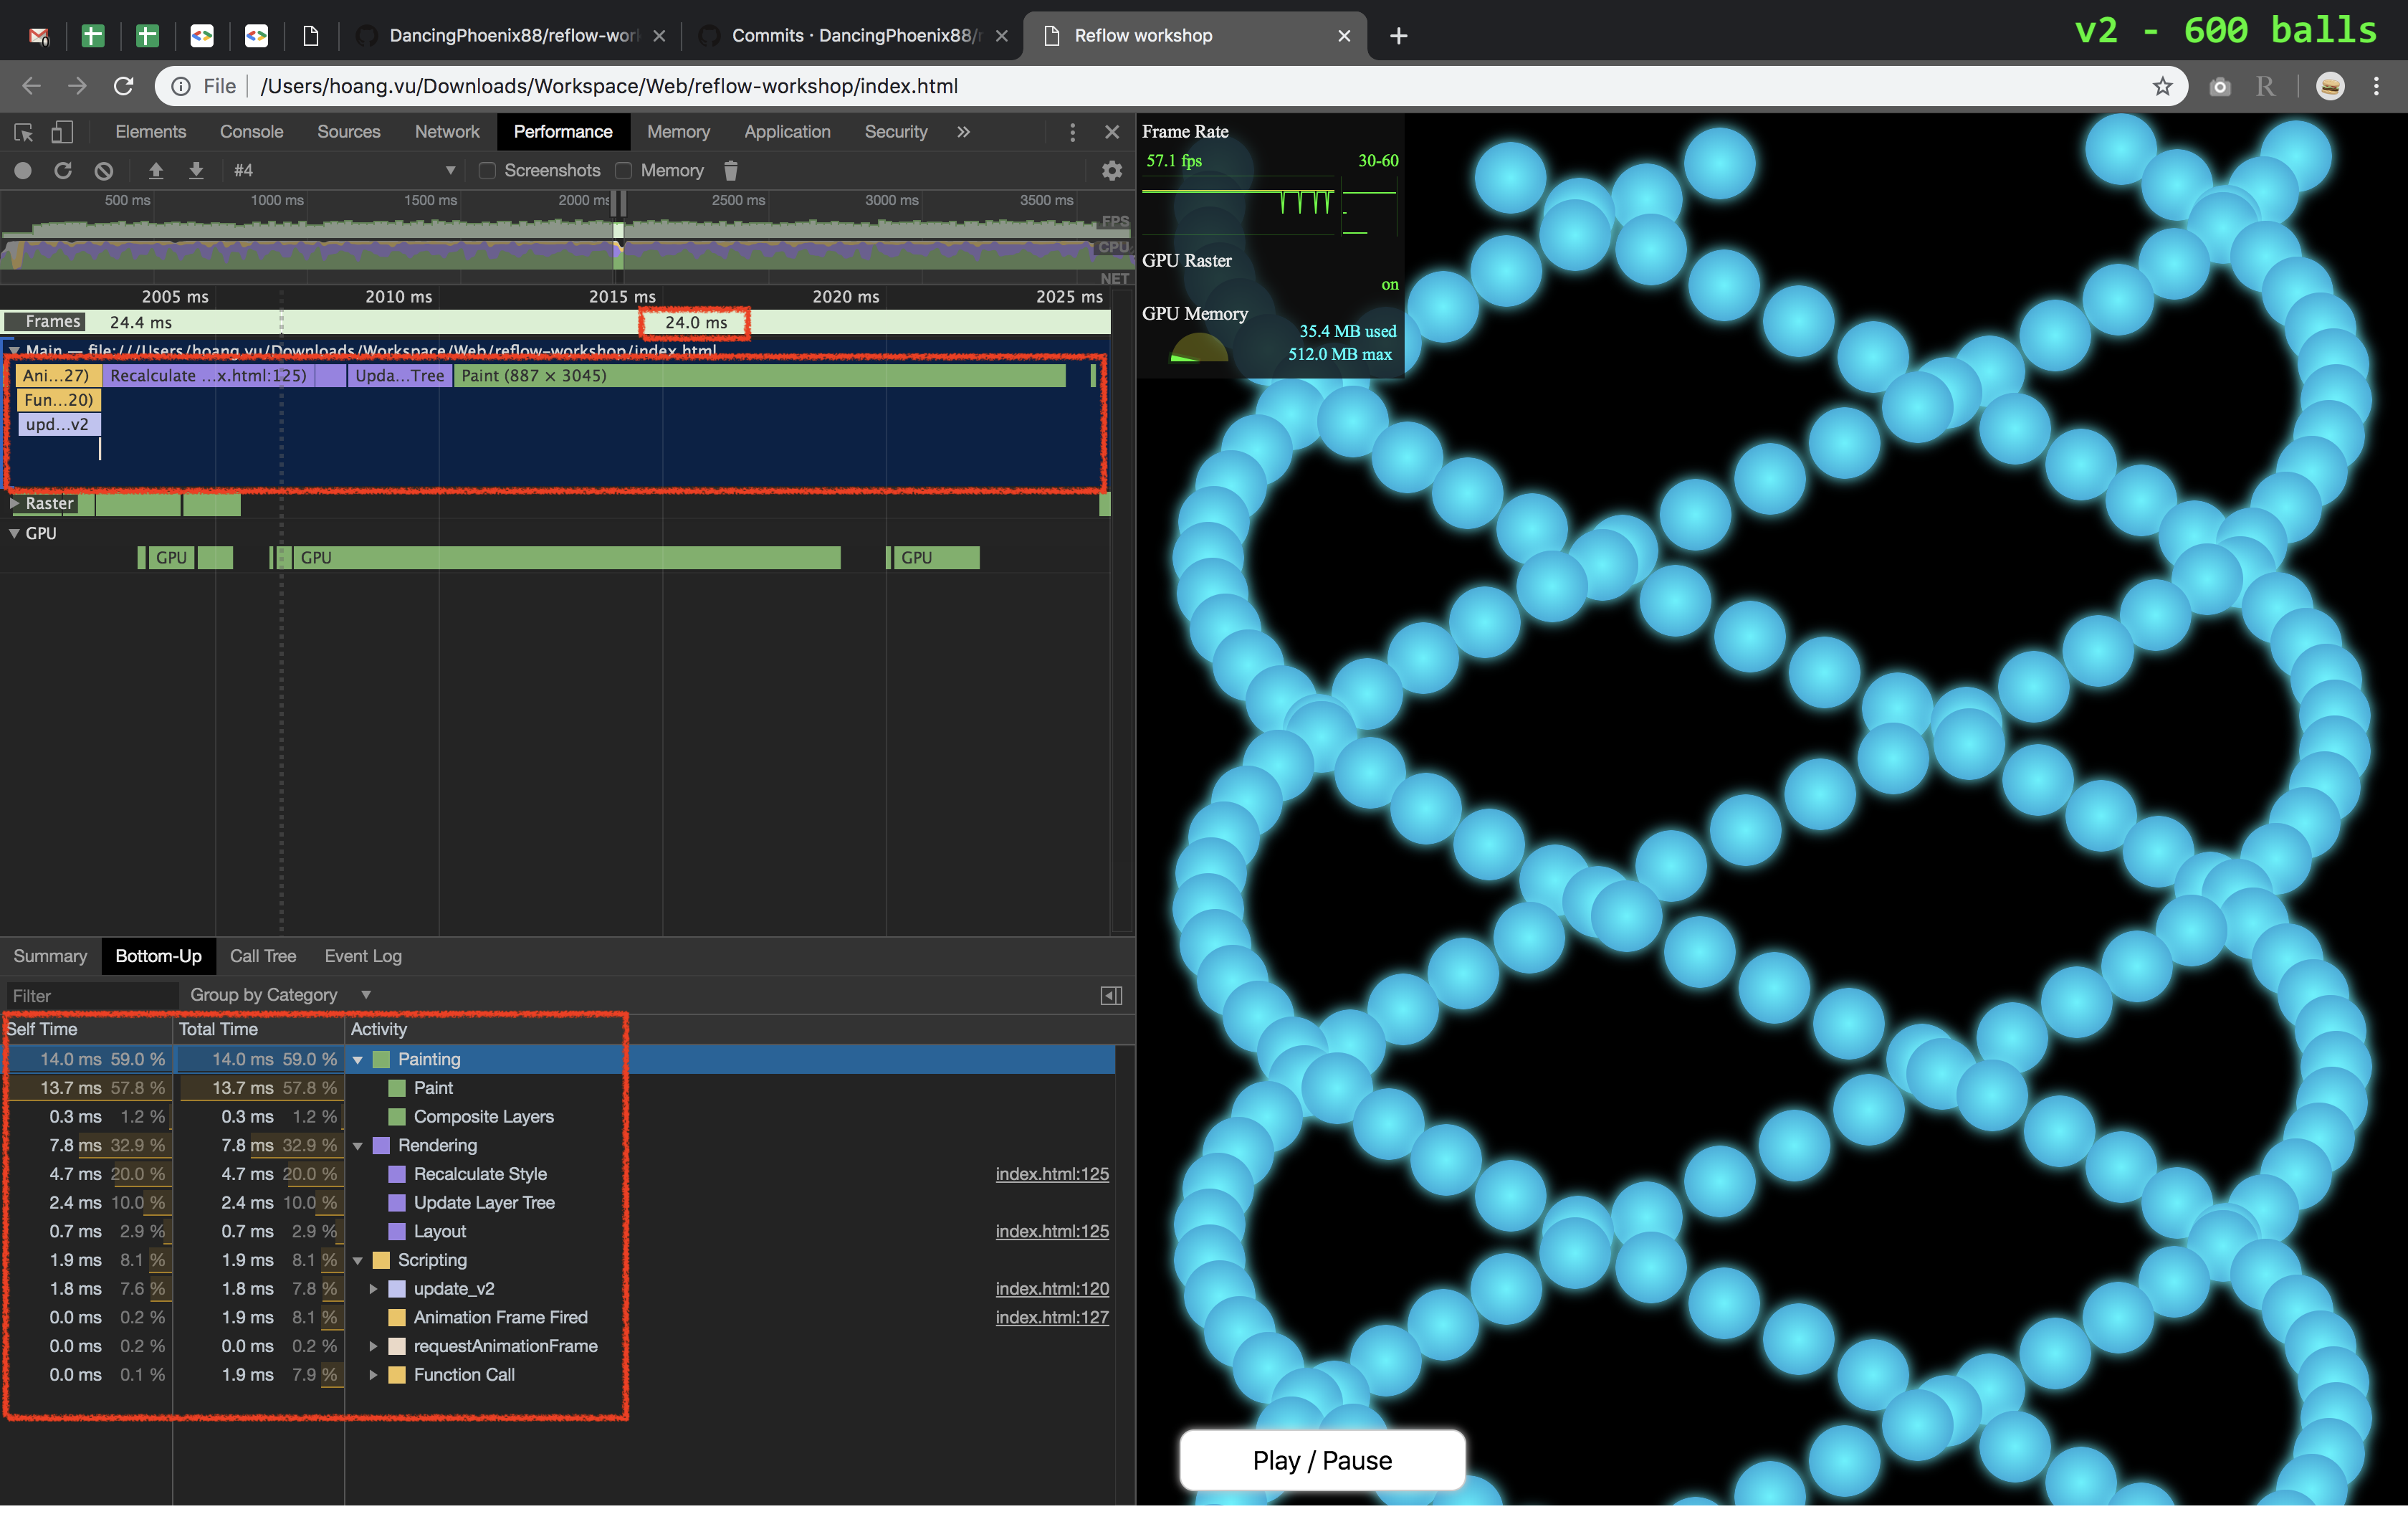 DancingPhoenix88/reflow-work
Commits · DancingPhoenix88/r
Reflow workshop
v2 - 600 balls
File
/Users/hoang.vu/Downloads/Workspace/Web/reflow-workshop/index.html
R
Elements Console Sources Network Performance Memory Application Security »
#4 Screenshots Memory
500 ms 1000 ms 1500 ms 2000 ms 2500 ms 3000 ms 3500 ms
FPS
CPU
NET
2005 ms 2010 ms 2015 ms 2020 ms 2025 ms
Frames 24.4 ms 24.0 ms
Main — file:///Users/hoang.vu/Downloads/Workspace/Web/reflow-workshop/index.html
Ani...27) Recalculate ...x.html:125) Upda...Tree Paint (887 × 3045)
Fun...20)
upd...v2
Raster
GPU
GPU GPU GPU
Summary Bottom-Up Call Tree Event Log
Filter Group by Category
Self Time Total Time Activity
14.0 ms 59.0 % 14.0 ms 59.0 % Painting
13.7 ms 57.8 % 13.7 ms 57.8 % Paint
0.3 ms 1.2 % 0.3 ms 1.2 % Composite Layers
7.8 ms 32.9 % 7.8 ms 32.9 % Rendering
4.7 ms 20.0 % 4.7 ms 20.0 % Recalculate Style index.html:125
2.4 ms 10.0 % 2.4 ms 10.0 % Update Layer Tree
0.7 ms 2.9 % 0.7 ms 2.9 % Layout index.html:125
1.9 ms 8.1 % 1.9 ms 8.1 % Scripting
1.8 ms 7.6 % 1.8 ms 7.8 % update_v2 index.html:120
0.0 ms 0.2 % 1.9 ms 8.1 % Animation Frame Fired index.html:127
0.0 ms 0.2 % 0.0 ms 0.2 % requestAnimationFrame
0.0 ms 0.1 % 1.9 ms 7.9 % Function Call
Frame Rate
57.1 fps 30-60
GPU Raster
on
GPU Memory
35.4 MB used
512.0 MB max
Play / Pause